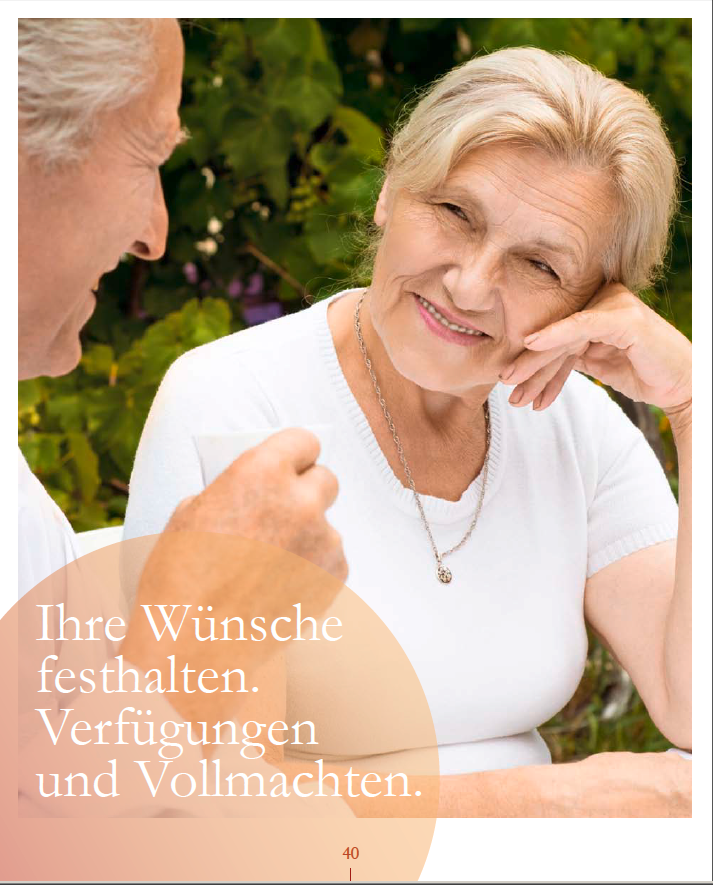 Ihre Wünsche
festhalten.
Verfügungen
und Vollmachten.
40